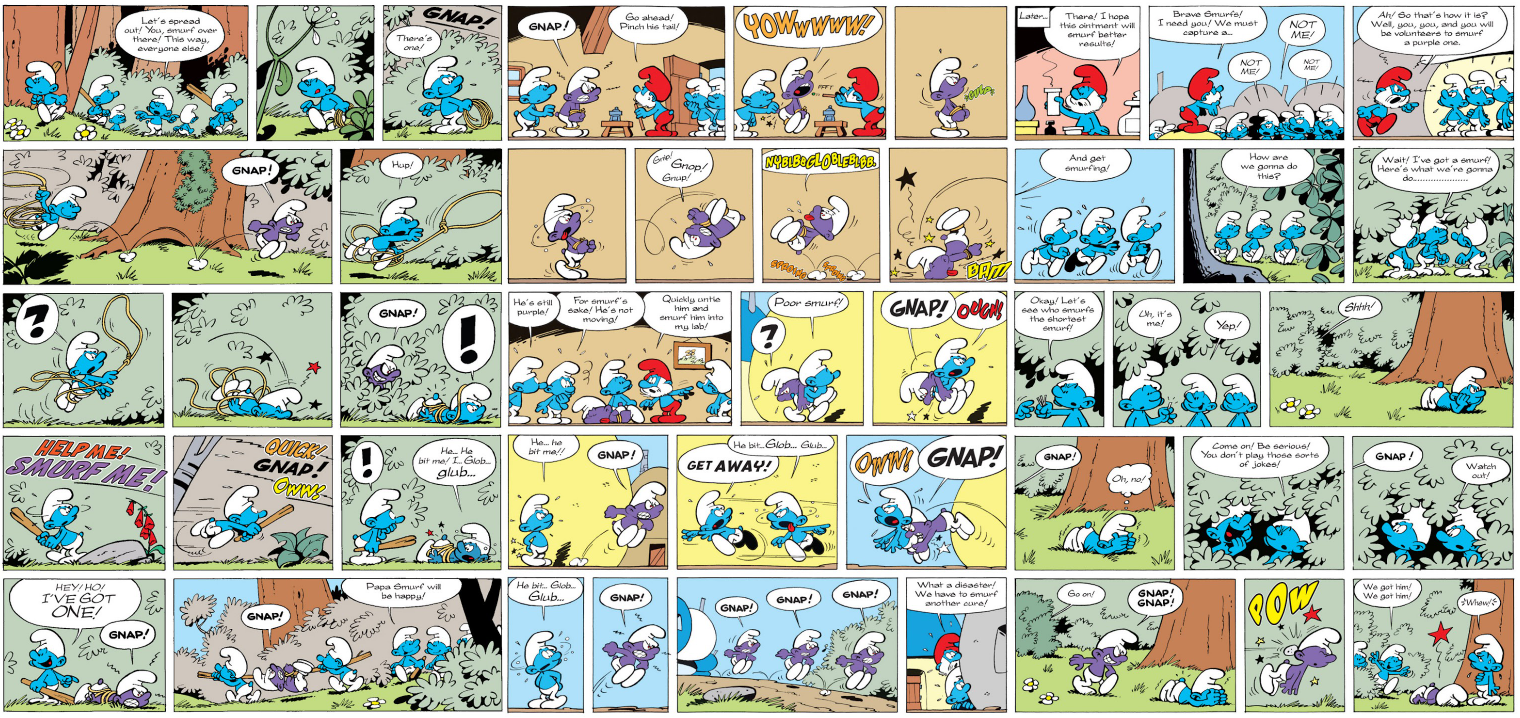 Let's spread
out! You, smurf over
there! This way,
everyone else!
GNAP!
There's
one!
GNAP!
Hup!
?
GNAP!
!
HELP ME!
SMURF ME!
QUICK!
GNAP!
OWW!
!
He... He
bit me! I... Glob...
glub...
HEY! HO!
I'VE GOT
ONE!
GNAP!
GNAP!
Papa Smurf will
be happy!
GNAP!
Go ahead!
Pinch his tail!
YOWwwwww!
FFFT
Gnip!
Gnop!
Gnup!
NYBLB&GLOBLEBLBB.
SPROING
BAM!
He's still
purple!
For smurf's
sake! He's not
moving!
Quickly untie
him and
smurf him into
my lab!
?
Poor smurf!
GNAP!
OUCH!
He... he
bit me!!
GNAP!
GET AWAY!
He bit... Glob... Glub...
OWW!
GNAP!
He bit... Glob...
Glub...
GNAP!
GNAP!
GNAP!
GNAP!
What a disaster!
We have to smurf
another cure!
Later...
There! I hope
this ointment will
smurf better
results!
Brave Smurfs!
I need you! We must
capture a...
NOT
ME!
NOT
ME!
NOT
ME!
Ah! So that's how it is?
Well, you, you, and you will
be volunteers to smurf
a purple one.
And get
smurfing!
How are
we gonna do
this?
Wait! I've got a smurf!
Here's what we're gonna
do...................
Okay! Let's
see who smurfs
the shortest
smurf!
Uh, it's
me!
Yep!
Shhh!
GNAP!
Oh, no!
Come on! Be serious!
You don't play those sorts
of jokes!
GNAP!
Watch
out!
Go on!
GNAP!
GNAP!
POW
We got him!
We got him!
Whew!